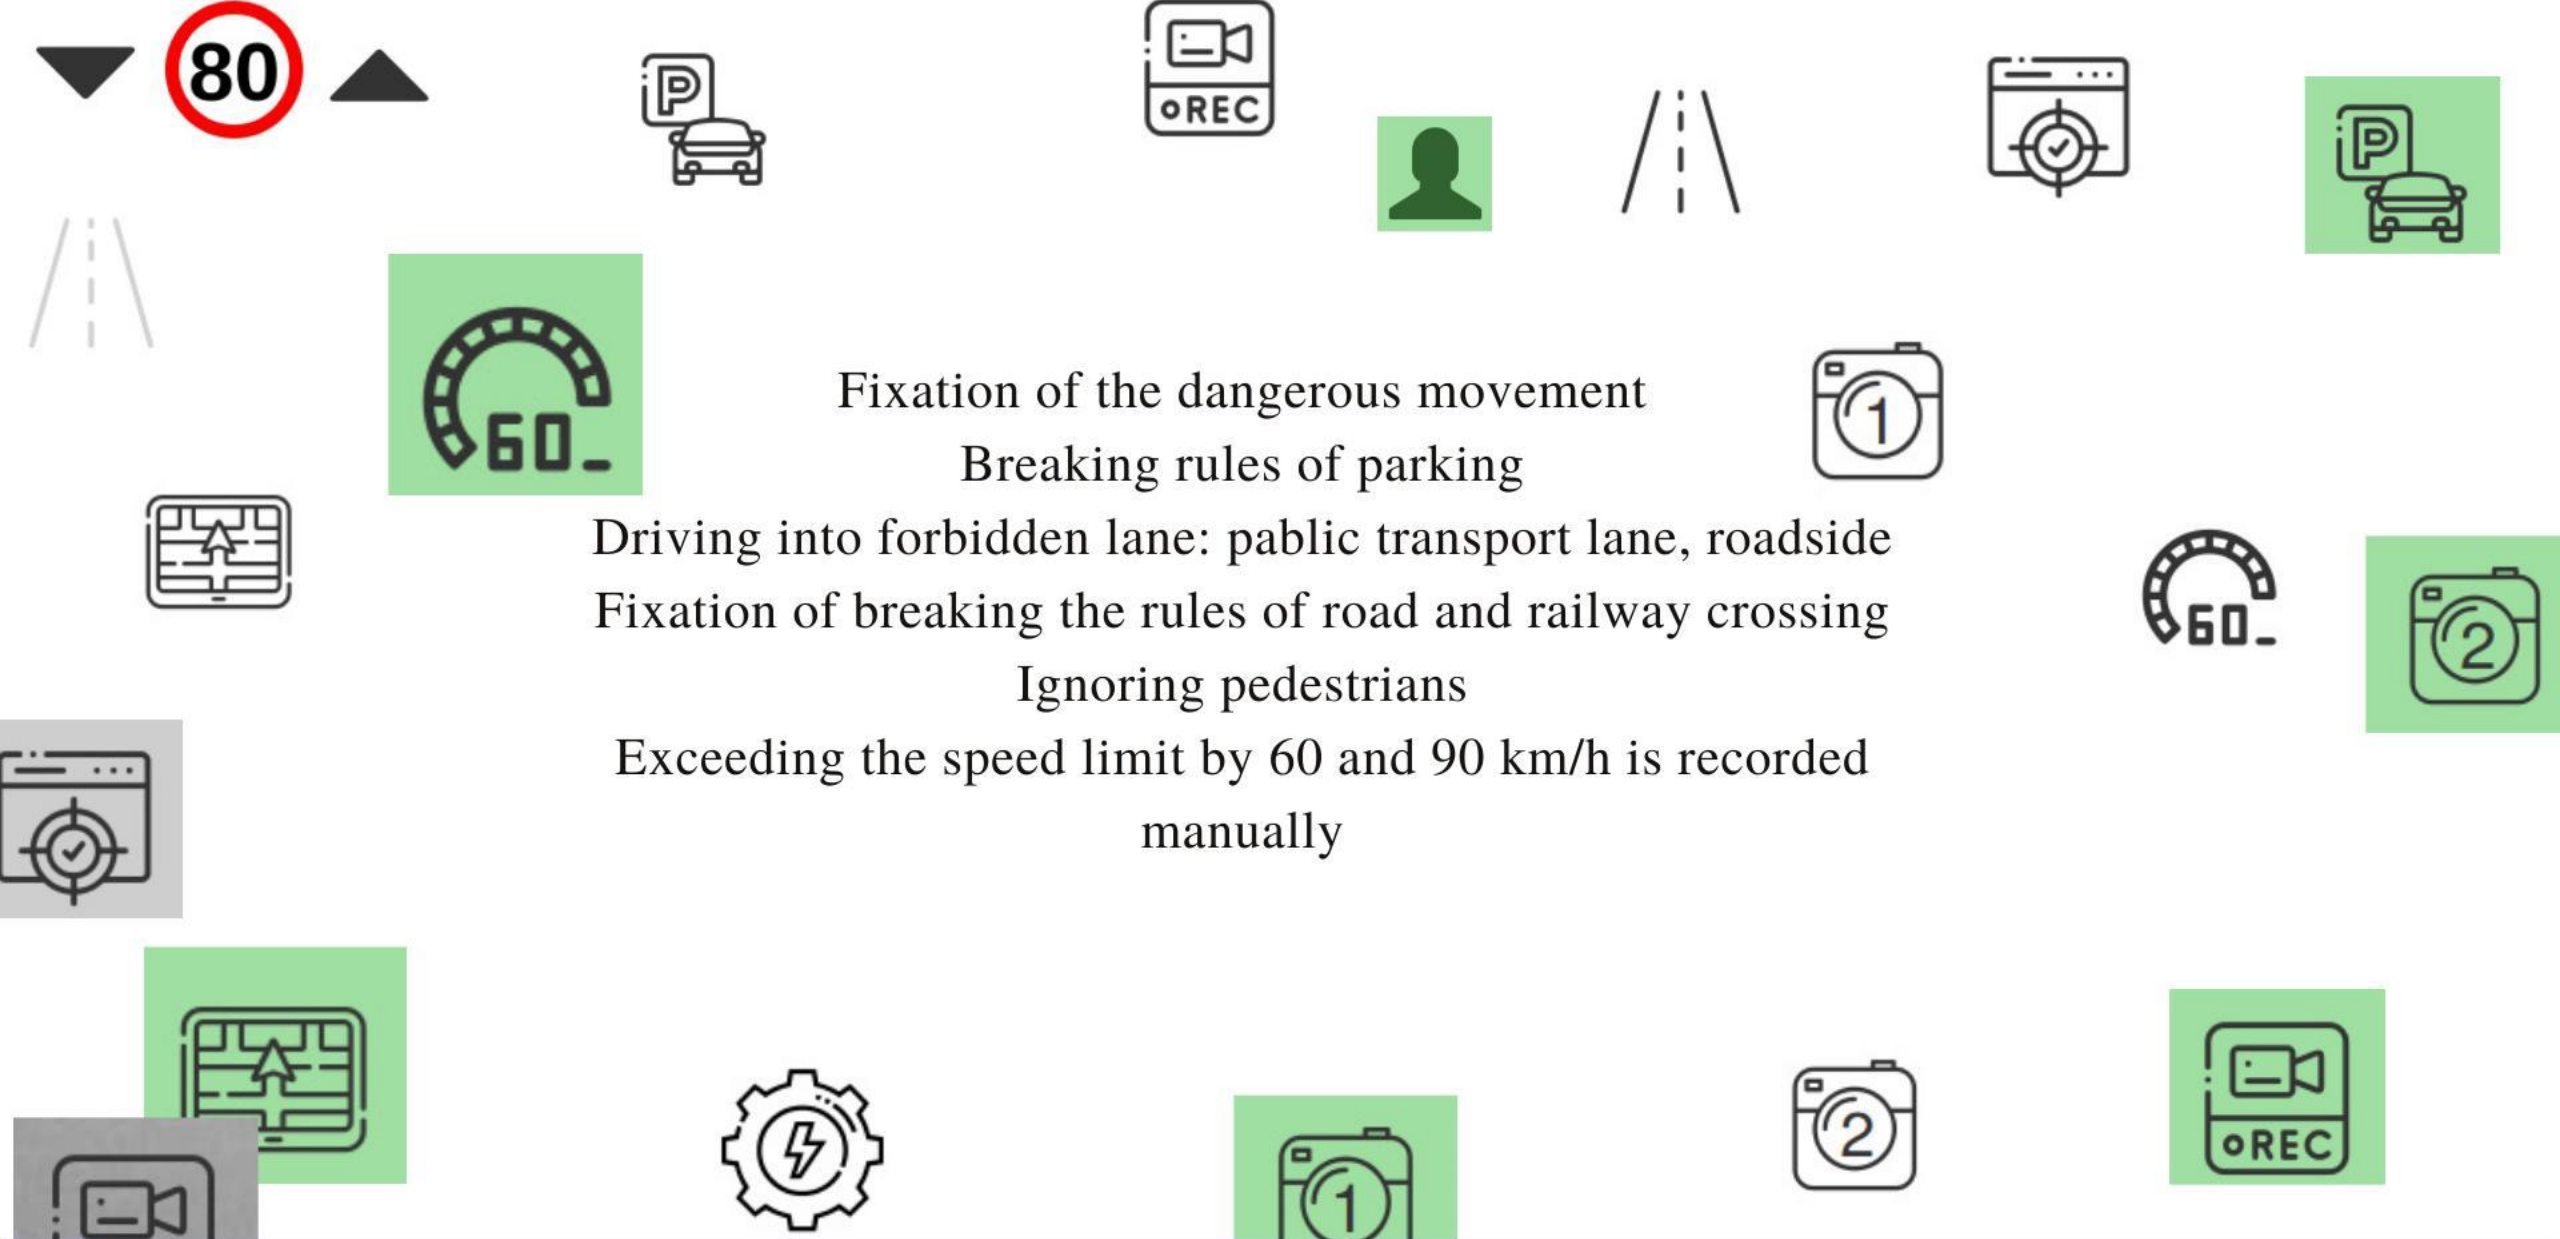 80
P
REC
P
60
Fixation of the dangerous movement
1
Breaking rules of parking
Driving into forbidden lane: pablic transport lane, roadside
Fixation of breaking the rules of road and railway crossing
60
2
Ignoring pedestrians
Exceeding the speed limit by 60 and 90 km/h is recorded
manually
1
2
REC